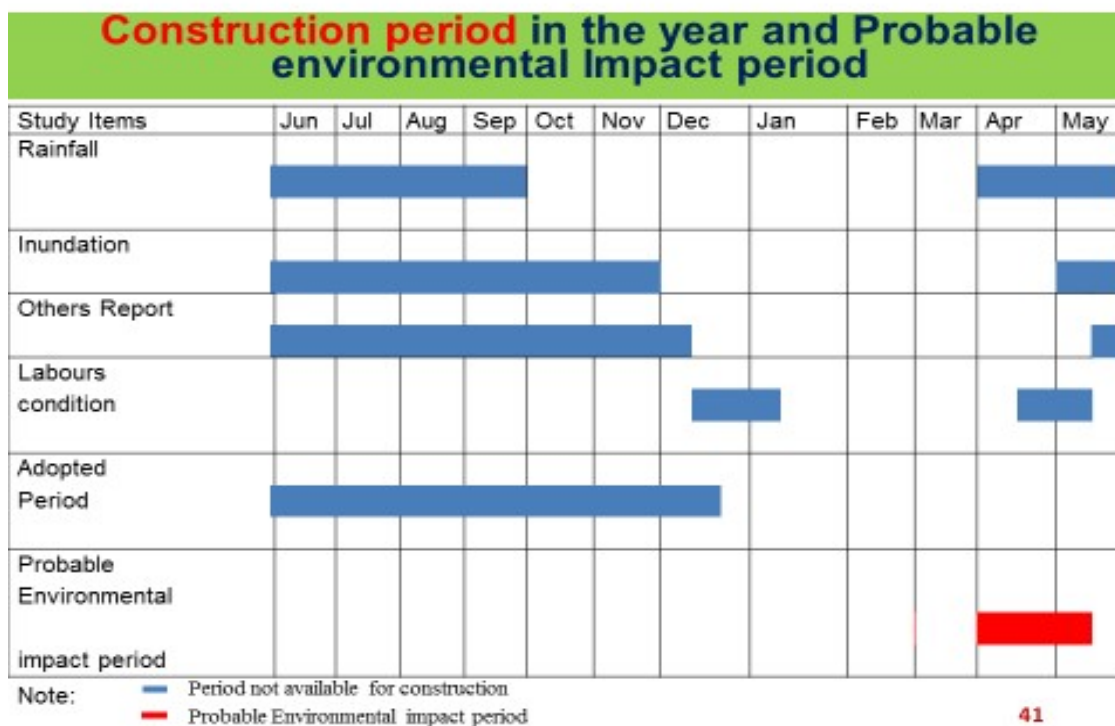 Construction period in the year and Probable
environmental Impact period
Study Items Jun Jul Aug Sep Oct Nov Dec Jan Feb Mar Apr May
Rainfall
Inundation
Others Report
Labours
condition
Adopted
Period
Probable
Environmental
impact period
Note: Period not available for construction
Probable Environmental impact period
41